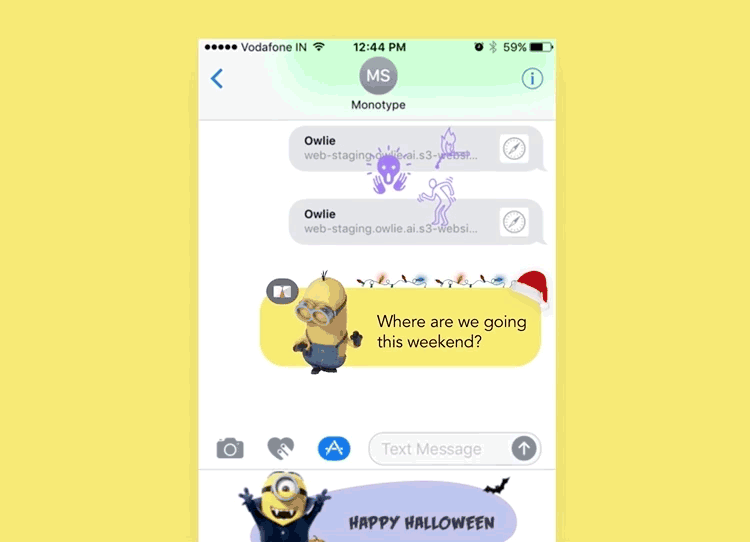 Vodafone IN 12:44 PM 59%
MS
Monotype
Owlie
web-staging.owlie.ai.s3-websi...
Owlie
web-staging.owlie.ai.s3-websi...
Where are we going
this weekend?
Text Message
HAPPY HALLOWEEN